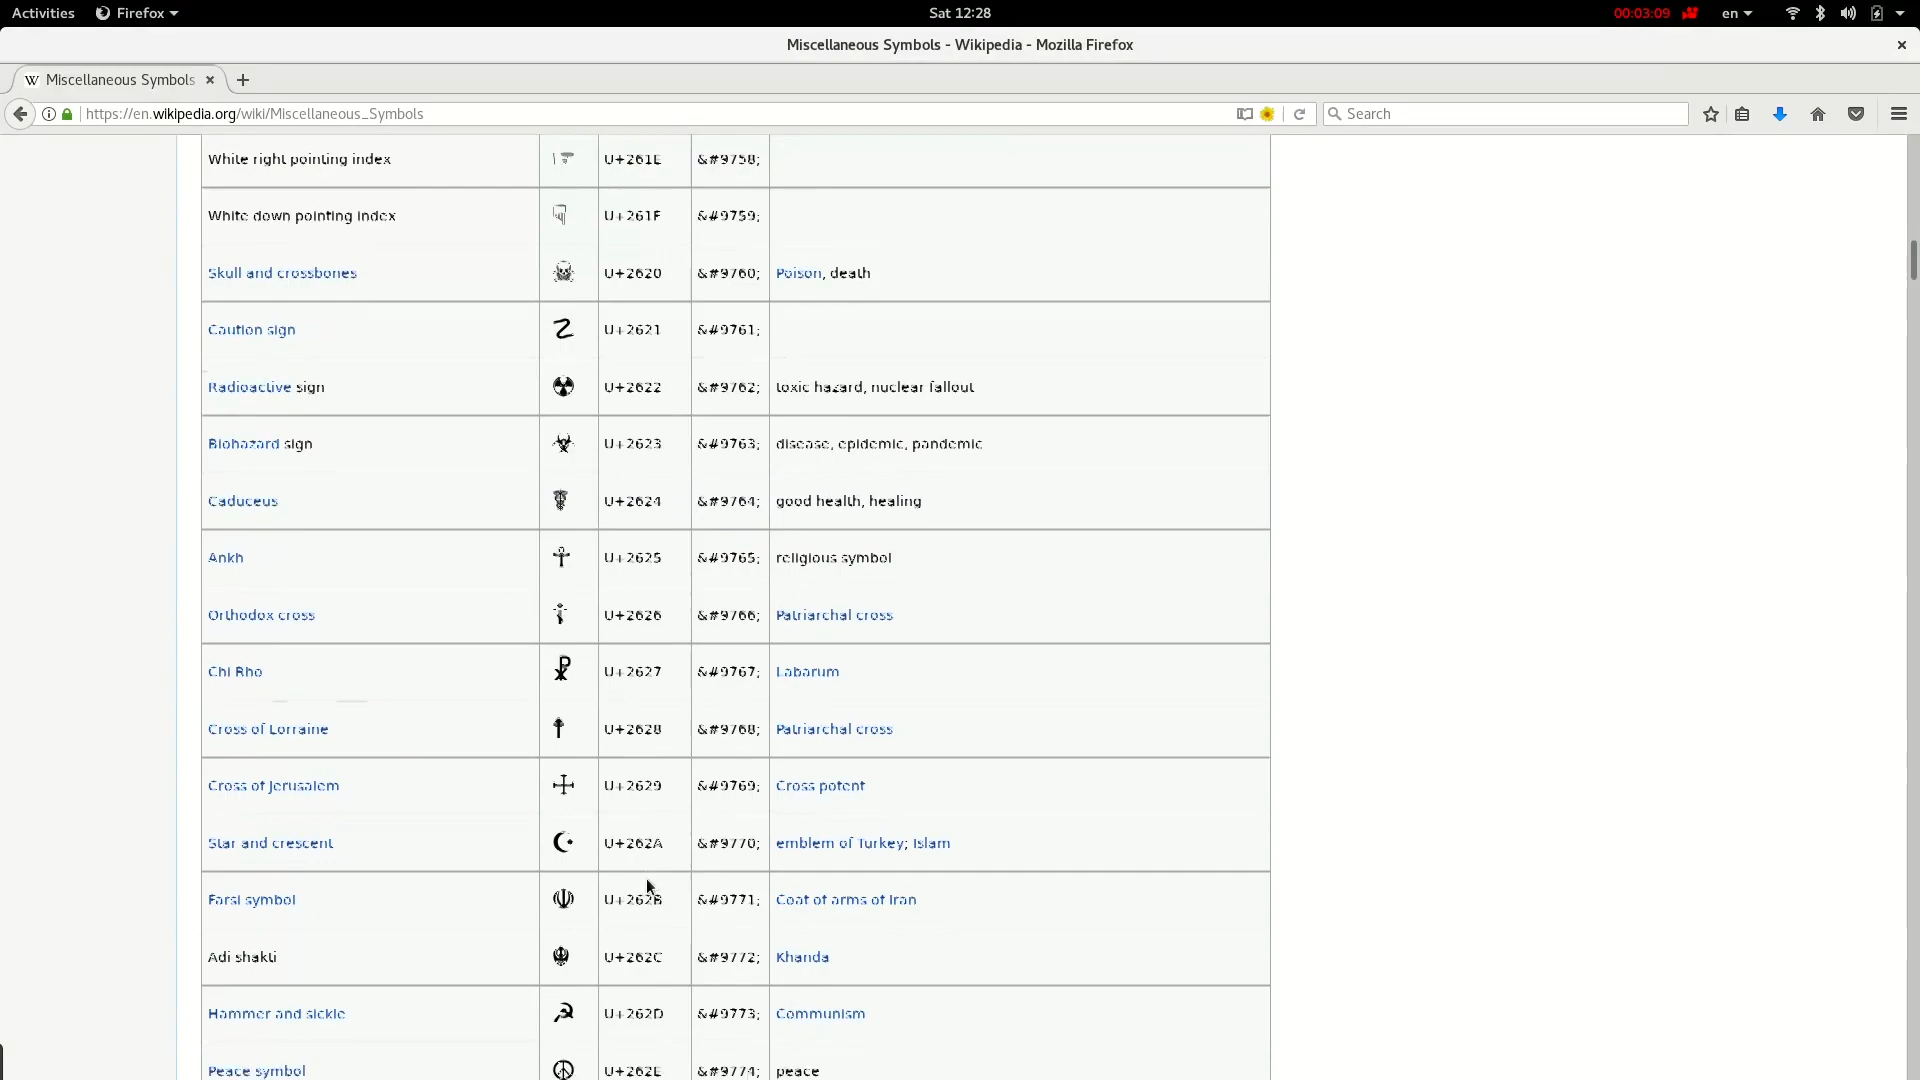 Activities Firefox Sat 12:28 00:03:09 en
Miscellaneous Symbols - Wikipedia - Mozilla Firefox
W Miscellaneous Symbols
https://en.wikipedia.org/wiki/Miscellaneous_Symbols Search
White right pointing index U+261E &#9758;
White down pointing index ☟ U+261F &#9759;
Skull and crossbones ☠ U+2620 &#9760; Poison, death
Caution sign ☡ U+2621 &#9761;
Radioactive sign ☢ U+2622 &#9762; toxic hazard, nuclear fallout
Biohazard sign ☣ U+2623 &#9763; disease, epidemic, pandemic
Caduceus ☤ U+2624 &#9764; good health, healing
Ankh ☥ U+2625 &#9765; religious symbol
Orthodox cross ☦ U+2626 &#9766; Patriarchal cross
Chi Rho ☧ U+2627 &#9767; Labarum
Cross of Lorraine ☨ U+2628 &#9768; Patriarchal cross
Cross of Jerusalem ☩ U+2629 &#9769; Cross potent
Star and crescent ☪ U+262A &#9770; emblem of Turkey; Islam
Farsi symbol ☫ U+262B &#9771; Coat of arms of Iran
Adi shakti ☬ U+262C &#9772; Khanda
Hammer and sickle ☭ U+262D &#9773; Communism
Peace symbol ☮ U+262E &#9774; peace